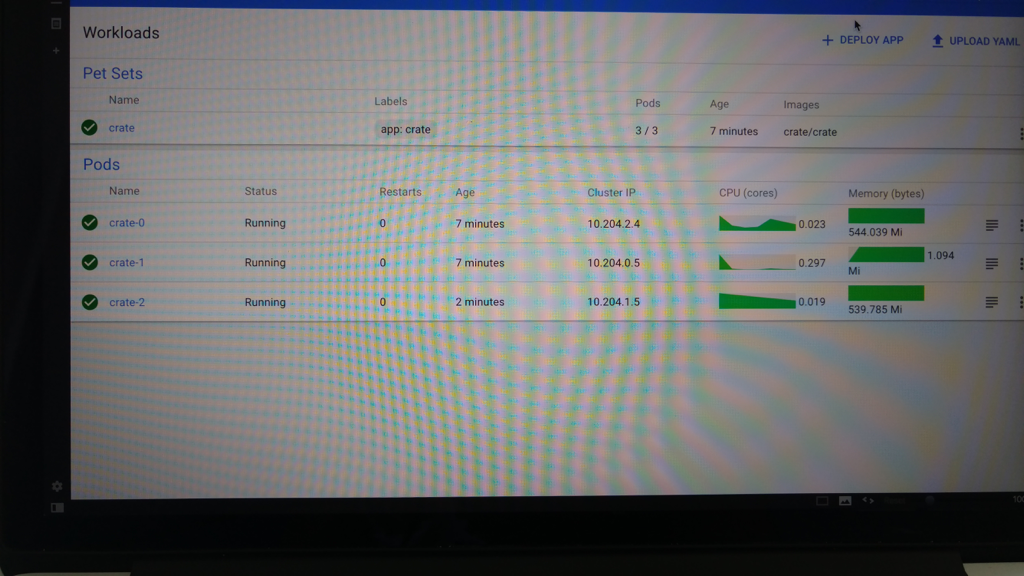 Workloads
+ DEPLOY APP UPLOAD YAML
Pet Sets
Name Labels Pods Age Images
crate app: crate 3 / 3 7 minutes crate/crate
Pods
Name Status Restarts Age Cluster IP CPU (cores) Memory (bytes)
crate-0 Running 0 7 minutes 10.204.2.4 0.023 544.039 Mi
crate-1 Running 0 7 minutes 10.204.0.5 0.297 1.094 Mi
crate-2 Running 0 2 minutes 10.204.1.5 0.019 539.785 Mi